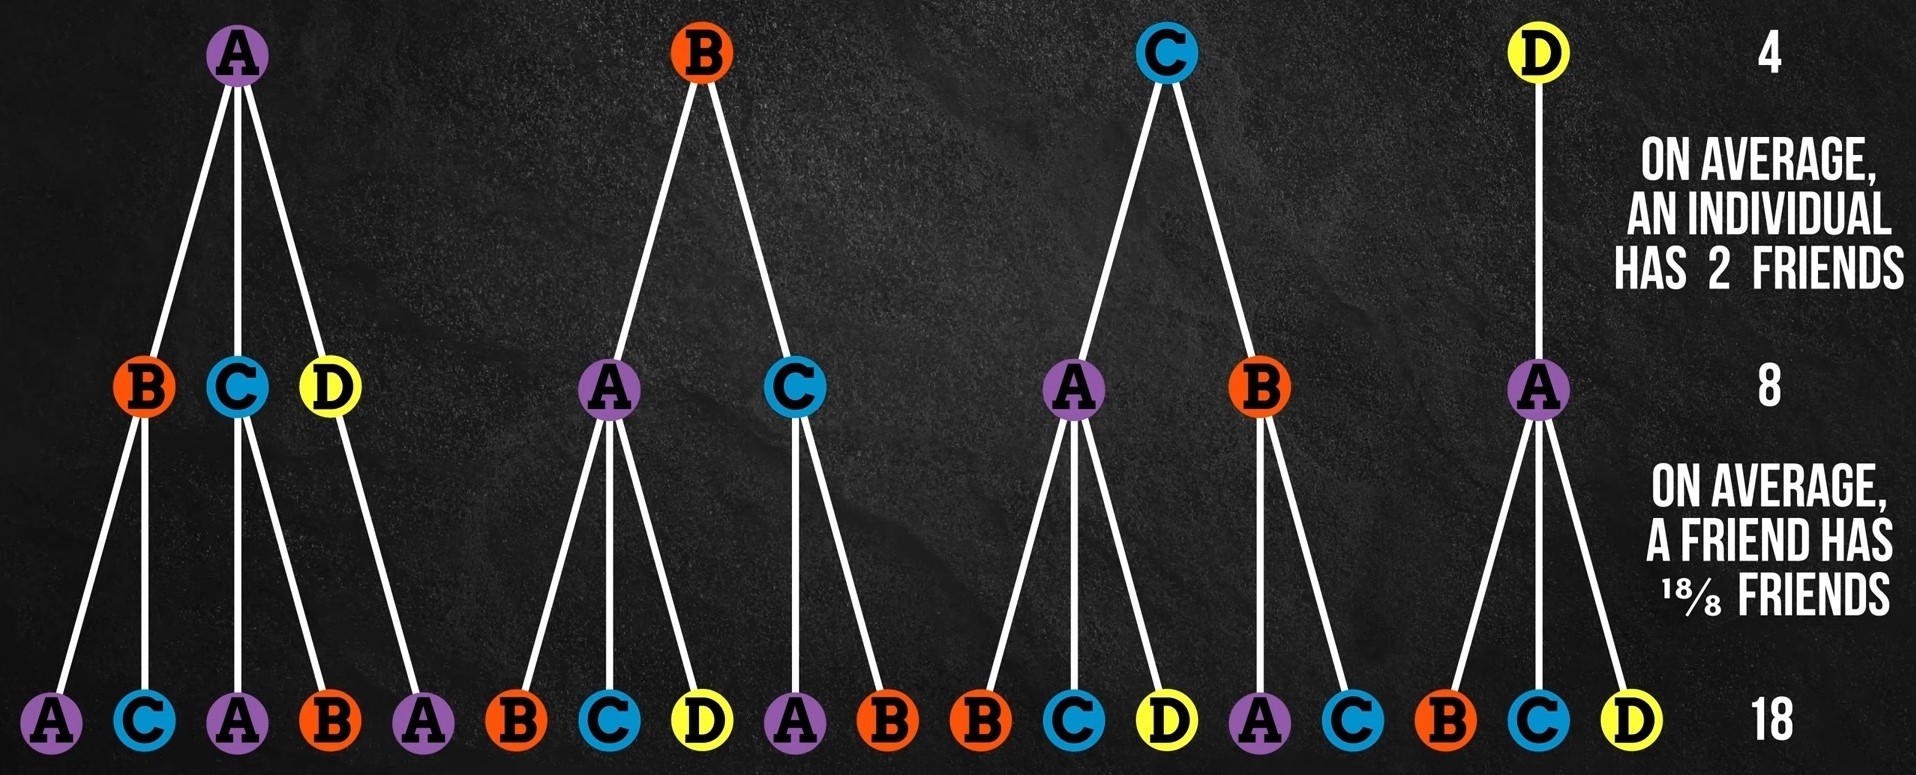 A B C D 4
ON AVERAGE,
AN INDIVIDUAL
HAS 2 FRIENDS
B C D A C A B A 8
ON AVERAGE,
A FRIEND HAS
18/8 FRIENDS
A C A B A B C D A B B C D A C B C D 18